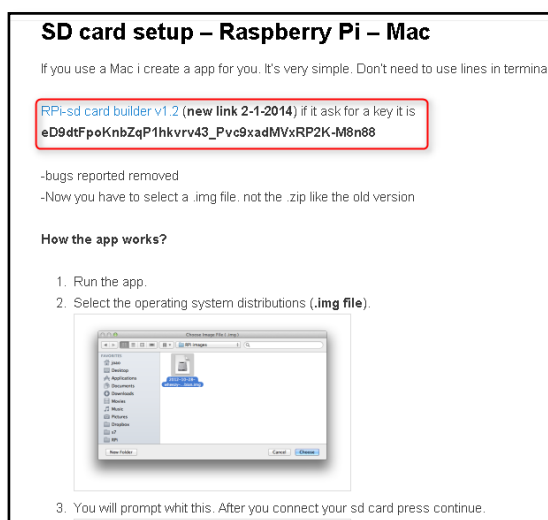 SD card setup – Raspberry Pi – Mac
If you use a Mac i create a app for you. It's very simple. Don't need to use lines in termina
RPi-sd card builder v1.2 (new link 2-1-2014) if it ask for a key it is
eD9dtFpoKnbZqP1hkvrv43_Pvc9xadMVxRP2K-M8n88
-bugs reported removed
-Now you have to select a .img file. not the .zip like the old version
How the app works?
1. Run the app.
2. Select the operating system distributions (.img file).
Choose Image File (.img)
RPi images
FAVORITES
Desktop
Applications
Documents
Downloads
Movies
Music
Pictures
Dropbox
RPi
New Folder
Cancel
Choose
3. You will prompt whit this. After you connect your sd card press continue.